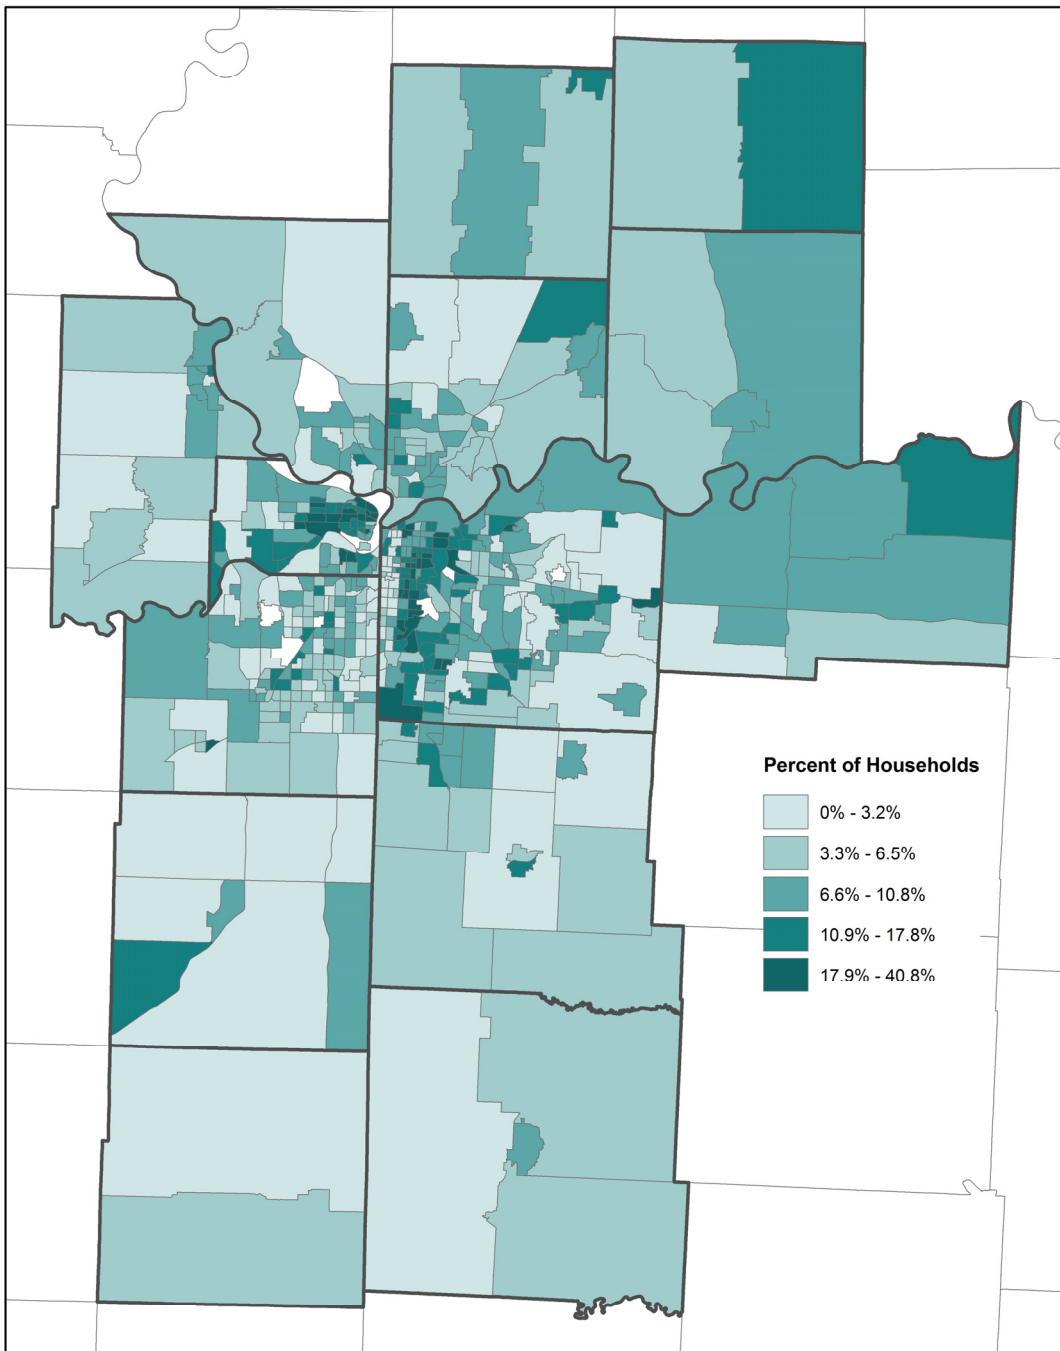 Percent of Households
0% - 3.2%
3.3% - 6.5%
6.6% - 10.8%
10.9% - 17.8%
17.9% - 40.8%